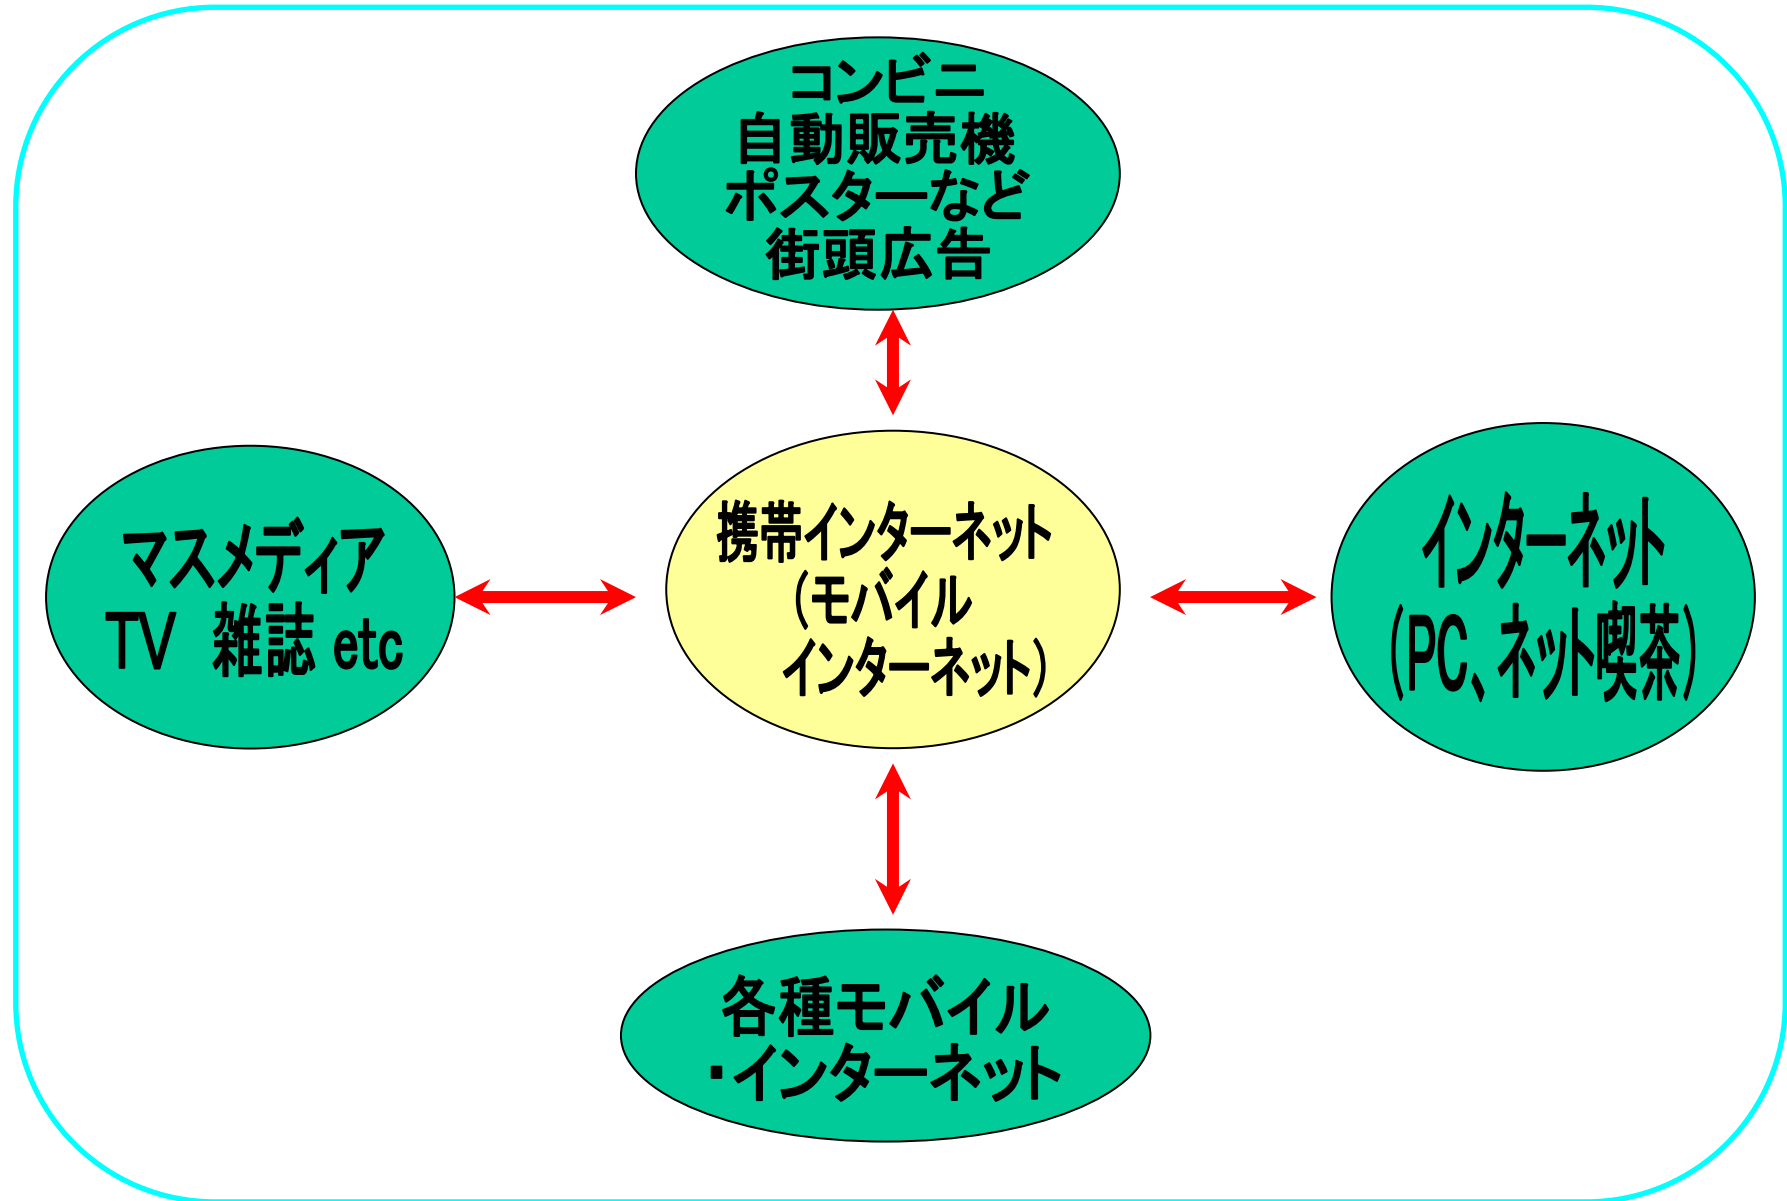 コンビニ
自動販売機
ポスターなど
街頭広告
マスメディア
TV　雑誌 etc
携帯インターネット
（モバイル
インターネット）
インターネット
（PC、ネット喫茶）
各種モバイル
・インターネット